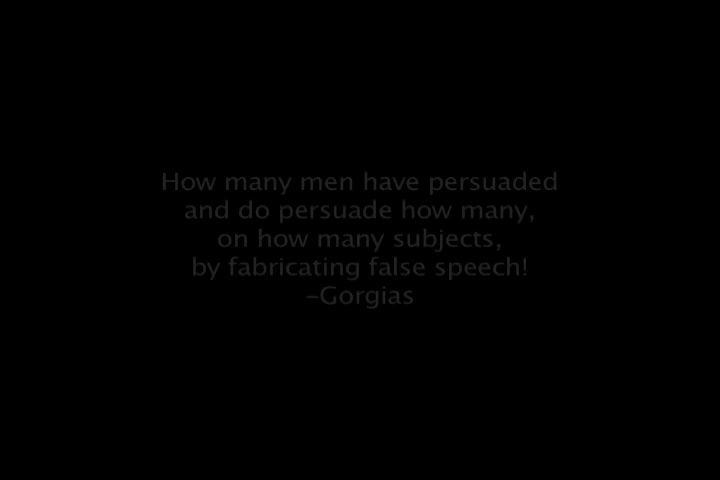 How many men have persuaded
and do persuade how many,
on how many subjects,
by fabricating false speech!
–Gorgias